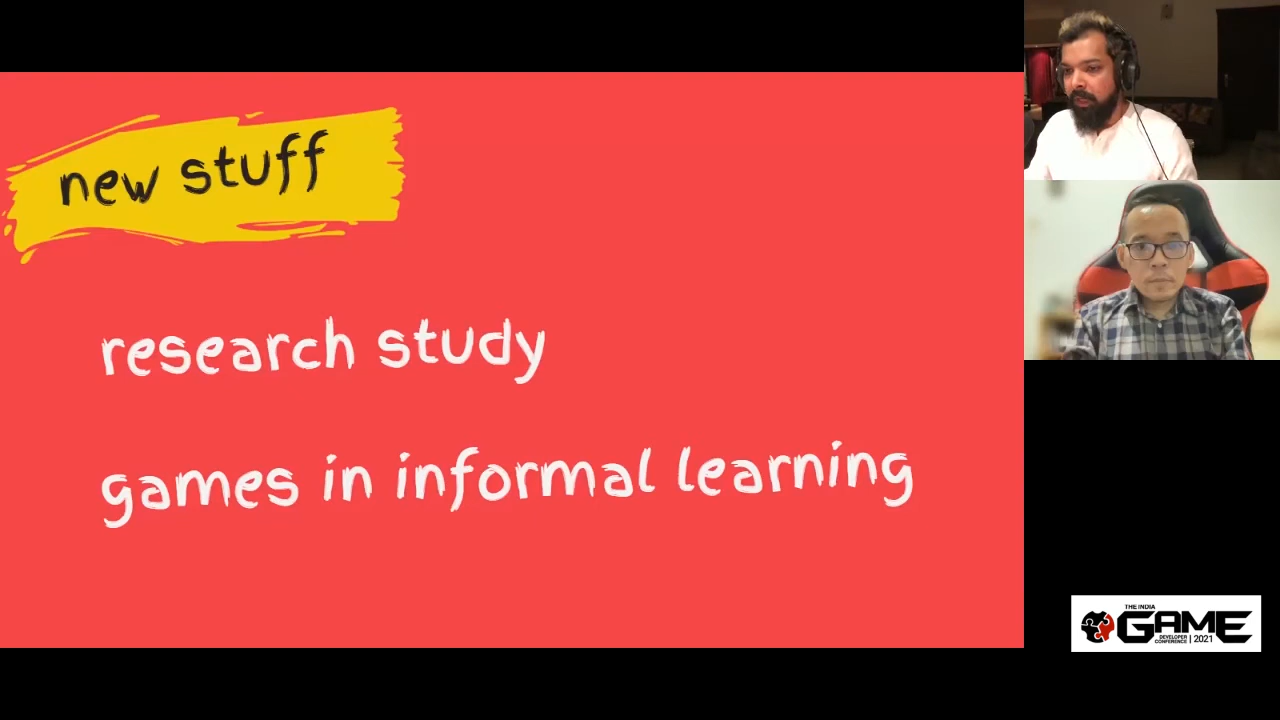 new stuff
research study
games in informal learning
THE INDIA
GAME
DEVELOPER
CONFERENCE | 2021